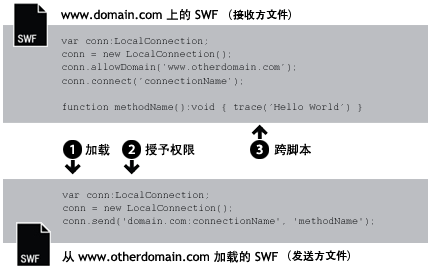 www.domain.com 上的 SWF （接收方文件）
SWF
var conn:LocalConnection;
conn = new LocalConnection();
conn.allowDomain('www.otherdomain.com');
conn.connect('connectionName');
function methodName():void { trace('Hello World') }
1 加载 2 授予权限 3 跨脚本
var conn:LocalConnection;
conn = new LocalConnection();
conn.send('domain.com:connectionName', 'methodName');
SWF
从 www.otherdomain.com 加载的 SWF （发送方文件）